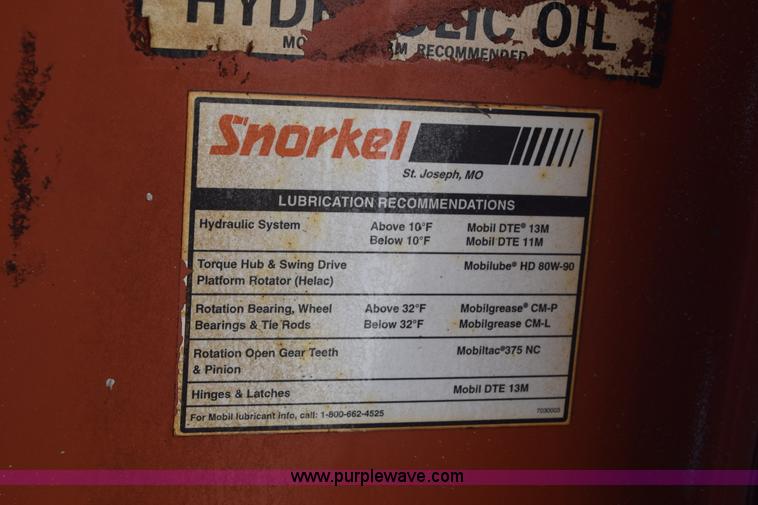 OIL
RECOMMENDED
Snorkel
St. Joseph, MO
LUBRICATION RECOMMENDATIONS
Hydraulic System Above 10°F Mobil DTE® 13M
Below 10°F Mobil DTE 11M
Torque Hub & Swing Drive Mobilube® HD 80W-90
Platform Rotator (Helac)
Rotation Bearing, Wheel Above 32°F Mobilgrease® CM-P
Bearings & Tie Rods Below 32°F Mobilgrease CM-L
Rotation Open Gear Teeth Mobiltac®375 NC
& Pinion
Hinges & Latches Mobil DTE 13M
For Mobil lubricant info, call: 1-800-662-4525 7030003
www.purplewave.com